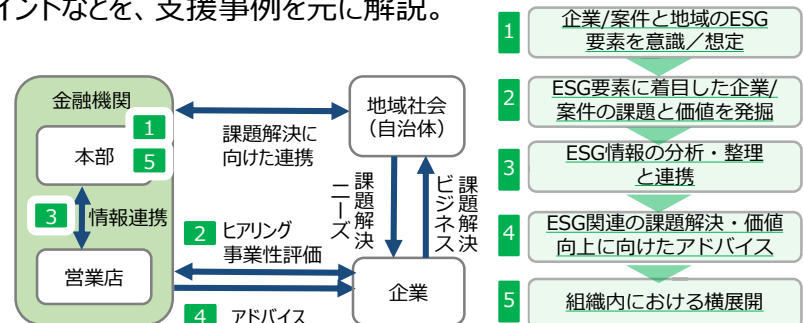 イントなどを、支援事例を元に解説。
金融機関
本部
1
5
3
情報連携
営業店
課題解決に
向けた連携
2
ヒアリング
事業性評価
4
アドバイス
地域社会
（自治体）
課題解決
ニーズ
課題解決
ビジネス
企業
1
企業/案件と地域のESG
要素を意識／想定
2
ESG要素に着目した企業/
案件の課題と価値を発掘
3
ESG情報の分析・整理
と連携
4
ESG関連の課題解決・価値
向上に向けたアドバイス
5
組織内における横展開